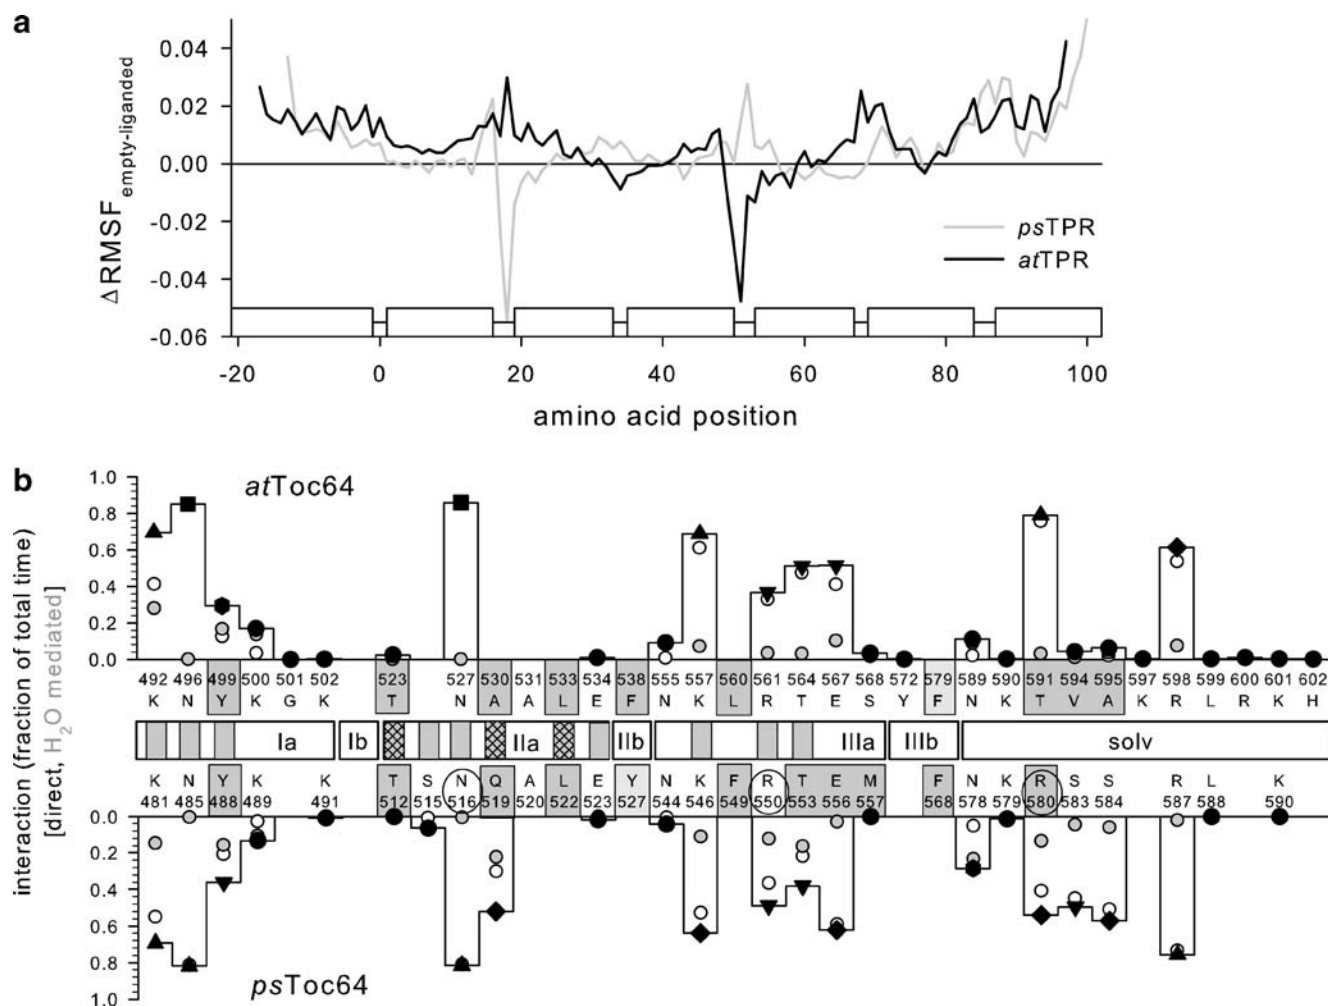 a
0.04
0.02
0.00
-0.02
-0.04
-0.06
ΔRMSF empty-liganded
psTPR
atTPR
-20 0 20 40 60 80 100
amino acid position
b
atToc64
1.0
0.8
0.6
0.4
0.2
0.0
interaction (fraction of total time)
[direct, H2O mediated]
492 496 499 500 501 502 523 527 530 531 533 534 538 555 557 560 561 564 567 568 572 579 589 590 591 594 595 597 598 599 600 601 602
K N Y K G K T N A A L E F N K L R T E S Y F N K T V A K R L R K H
Ia Ib IIa IIb IIIa IIIb solv
K N Y K K T S N Q A L E Y N K F R T E M F N K R S S R L K
481 485 488 489 491 512 515 516 519 520 522 523 527 544 546 549 550 553 556 557 568 578 579 580 583 584 587 588 590
0.0
0.2
0.4
0.6
0.8
1.0
psToc64